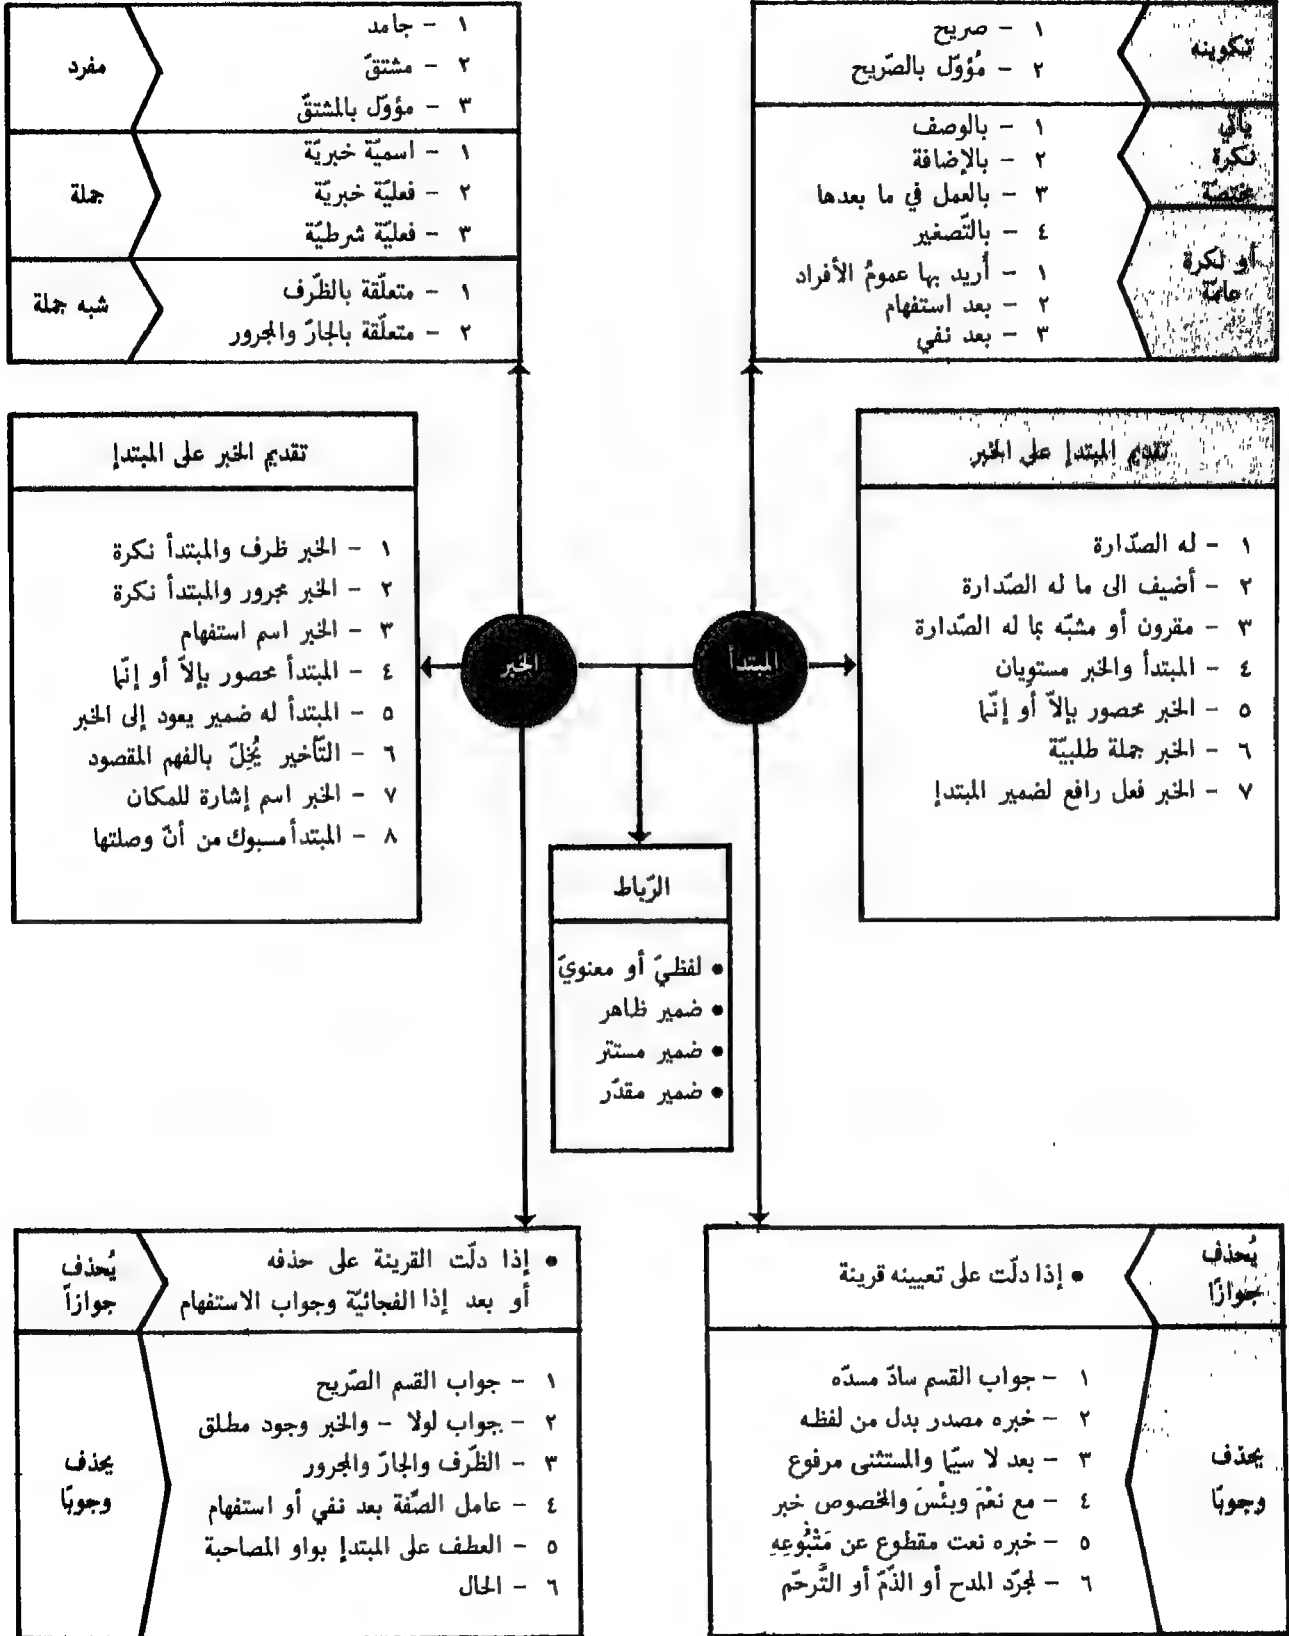 تكوينه
١ - صريح
٢ - مُؤوّل بالصّريح
يأتي
نكرة
مختصّة
١ - بالوصف
٢ - بالإضافة
٣ - بالعمل في ما بعدها
٤ - بالتّصغير
أو نكرة
عامّة
١ - أُريد بها عمومُ الأفراد
٢ - بعد استفهام
٣ - بعد نفي
مفرد
١ - جامد
٢ - مشتقّ
٣ - مؤوّل بالمشتقّ
جملة
١ - اسميّة خبريّة
٢ - فعليّة خبريّة
٣ - فعليّة شرطيّة
شبه جملة
١ - متعلّقة بالظّرف
٢ - متعلّقة بالجارّ والمجرور
تقديم المبتدإ على الخبر
١ - له الصّدارة
٢ - أضيف الى ما له الصّدارة
٣ - مقرون أو مشبّه بما له الصّدارة
٤ - المبتدأ والخبر مستويان
٥ - الخبر محصور بإلاّ أو إنّما
٦ - الخبر جملة طلبيّة
٧ - الخبر فعل رافع لضمير المبتدإ
المبتدأ
الخبر
تقديم الخبر على المبتدإ
١ - الخبر ظرف والمبتدأ نكرة
٢ - الخبر مجرور والمبتدأ نكرة
٣ - الخبر اسم استفهام
٤ - المبتدأ محصور بإلاّ أو إنّما
٥ - المبتدأ له ضمير يعود إلى الخبر
٦ - التّأخير يُخِلّ بالفهم المقصود
٧ - الخبر اسم إشارة للمكان
٨ - المبتدأ مسبوك من أنّ وصلتها
الرّباط
• لفظيّ أو معنويّ
• ضمير ظاهر
• ضمير مستتر
• ضمير مقدّر
يُحذف
جوازًا
• إذا دلّت على تعيينه قرينة
يحذف
وجوبًا
١ - جواب القسم سادّ مسدّه
٢ - خبره مصدر بدل من لفظه
٣ - بعد لا سيّما والمستثنى مرفوع
٤ - مع نعْمَ وبئْسَ والمخصوص خبر
٥ - خبره نعت مقطوع عن مَتْبُوعِهِ
٦ - لمجرّد المدح أو الذّمّ أو التَّرحّم
يُحذف
جوازاً
• إذا دلّت القرينة على حذفه
أو بعد إذا الفجائيّة وجواب الاستفهام
يحذف
وجوبًا
١ - جواب القسم الصّريح
٢ - جواب لولا - والخبر وجود مطلق
٣ - الظّرف والجارّ والمجرور
٤ - عامل الصِّفة بعد نفي أو استفهام
٥ - العطف على المبتدإ بواو المصاحبة
٦ - الحال